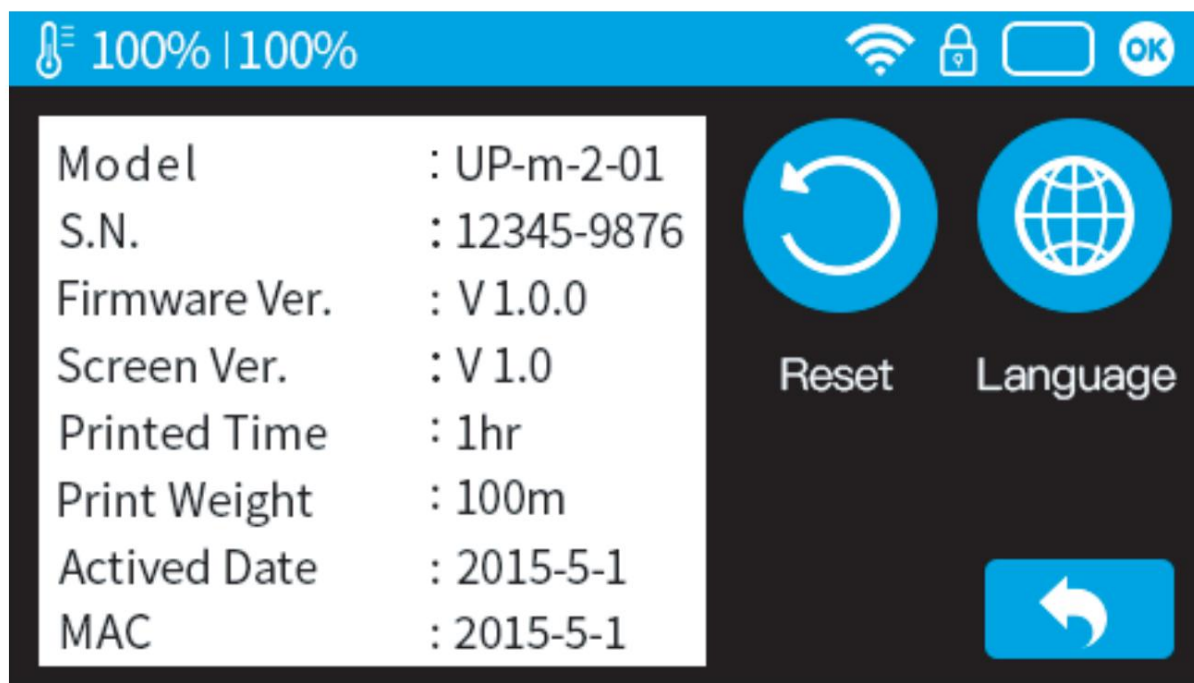 100% | 100% OK
Model : UP-m-2-01
S.N. : 12345-9876
Firmware Ver. : V 1.0.0
Screen Ver. : V 1.0
Printed Time : 1hr
Print Weight : 100m
Actived Date : 2015-5-1
MAC : 2015-5-1
Reset Language